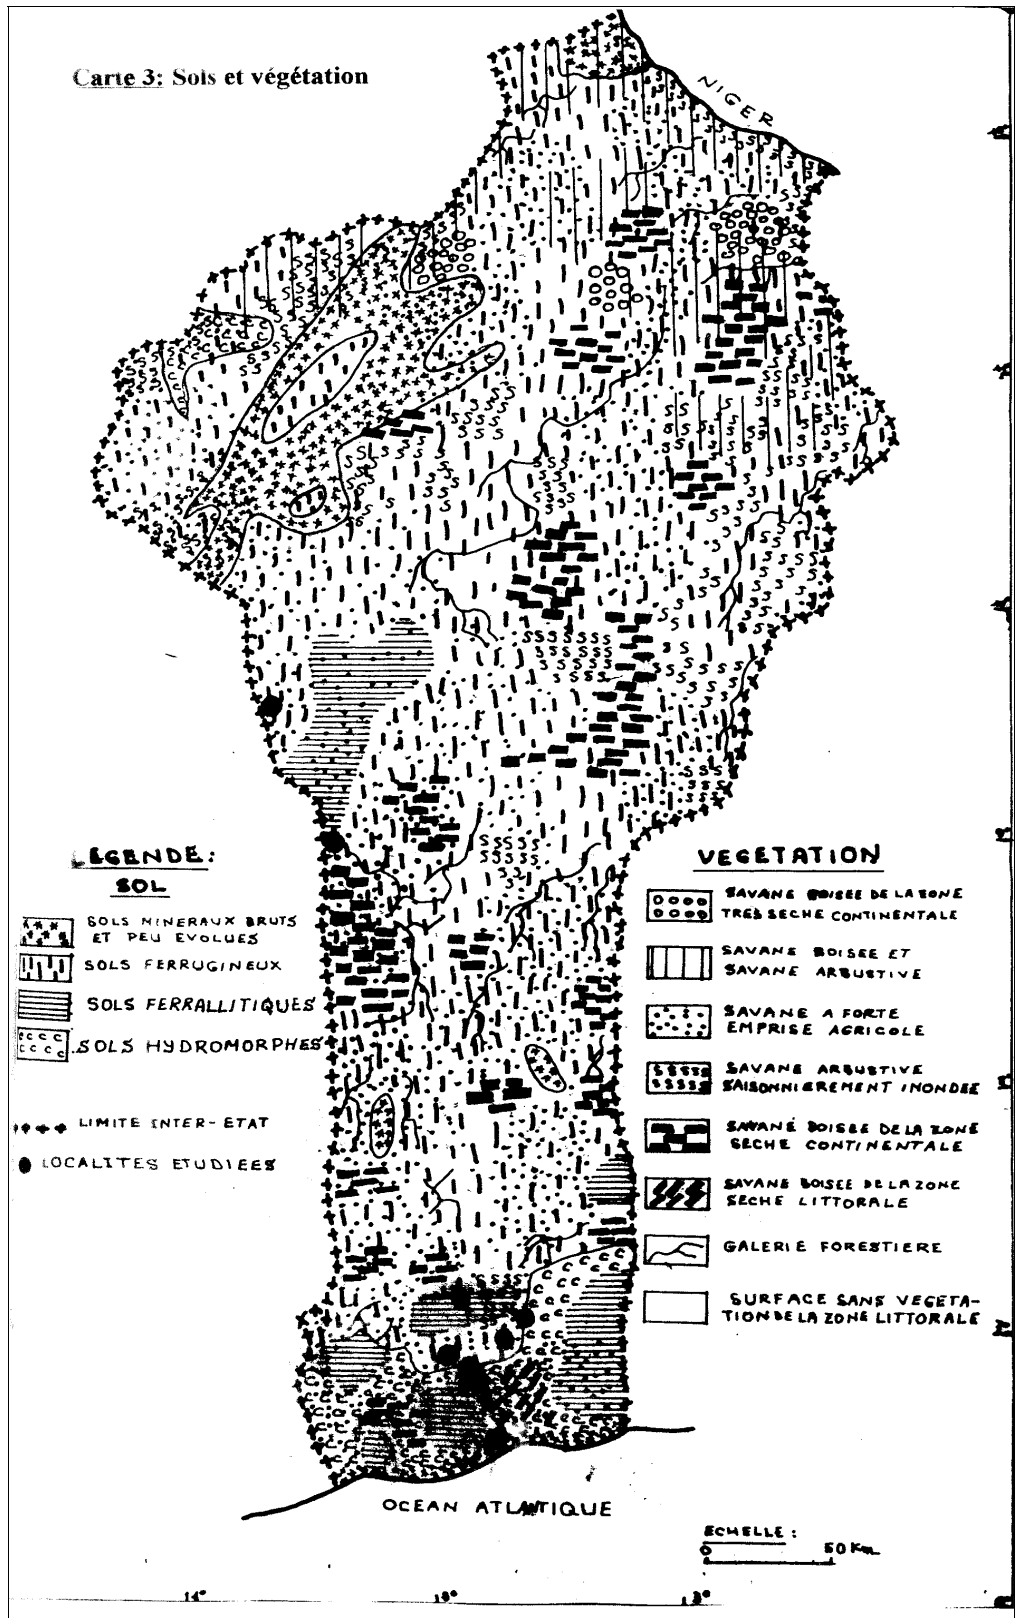 Carte 3: Sols et végétation
NIGER
LEGENDE:
SOL
SOLS MINERAUX BRUTS
ET PEU EVOLUES
SOLS FERRUGINEUX
SOLS FERRALLITIQUES
SOLS HYDROMORPHES
LIMITE INTER-ETAT
LOCALITES ETUDIEES
VEGETATION
SAVANE BOISEE DE LA ZONE
TRES SECHE CONTINENTALE
SAVANE BOISEE ET
SAVANE ARBUSTIVE
SAVANE A FORTE
EMPRISE AGRICOLE
SAVANE ARBUSTIVE
SAISONNIEREMENT INONDEE
SAVANE BOISEE DE LA ZONE
SECHE CONTINENTALE
SAVANE BOISEE DE LA ZONE
SECHE LITTORALE
GALERIE FORESTIERE
SURFACE SANS VEGETA-
TION DE LA ZONE LITTORALE
OCEAN ATLANTIQUE
ECHELLE :
0 50 Km